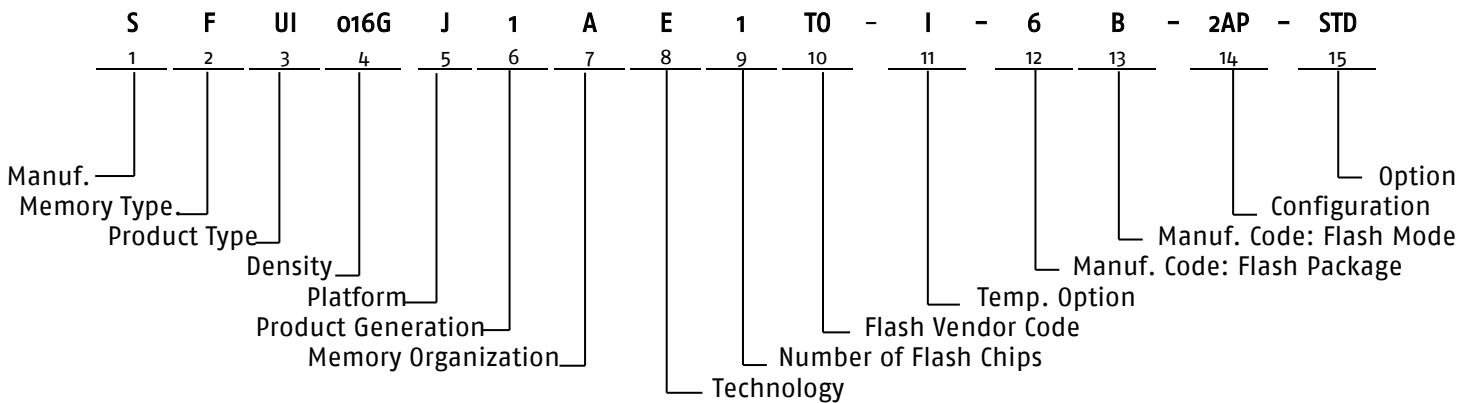 S F UI 016G J 1 A E 1 TO - I - 6 B - 2AP - STD
1 2 3 4 5 6 7 8 9 10 11 12 13 14 15
Manuf. Option
Memory Type. Configuration
Product Type Manuf. Code: Flash Mode
Density Manuf. Code: Flash Package
Platform Temp. Option
Product Generation Flash Vendor Code
Memory Organization Number of Flash Chips
Technology